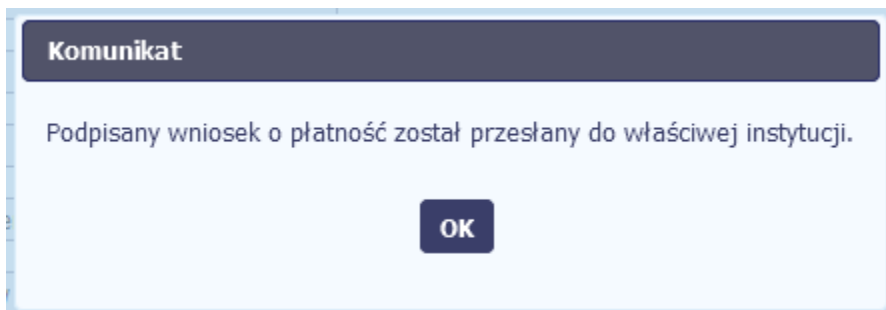 Komunikat
Podpisany wniosek o płatność został przesłany do właściwej instytucji.
OK